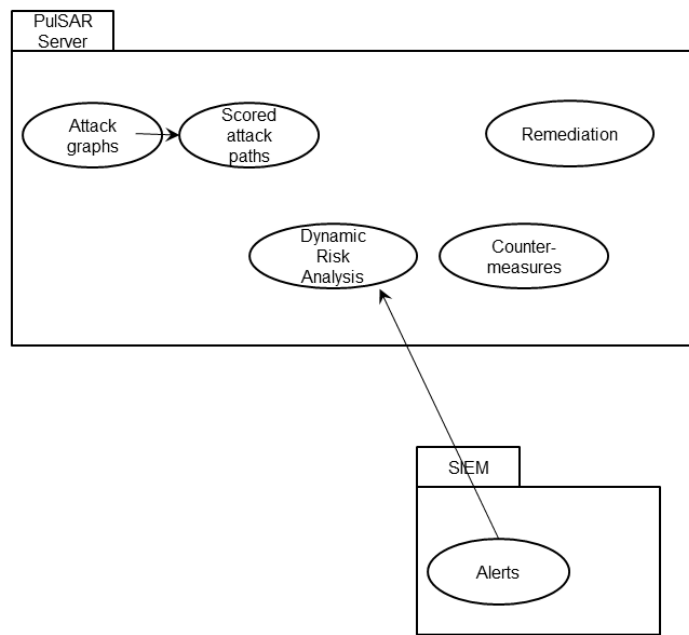 PulSAR
Server
Attack
graphs
Scored
attack
paths
Remediation
Dynamic
Risk
Analysis
Counter-
measures
SIEM
Alerts